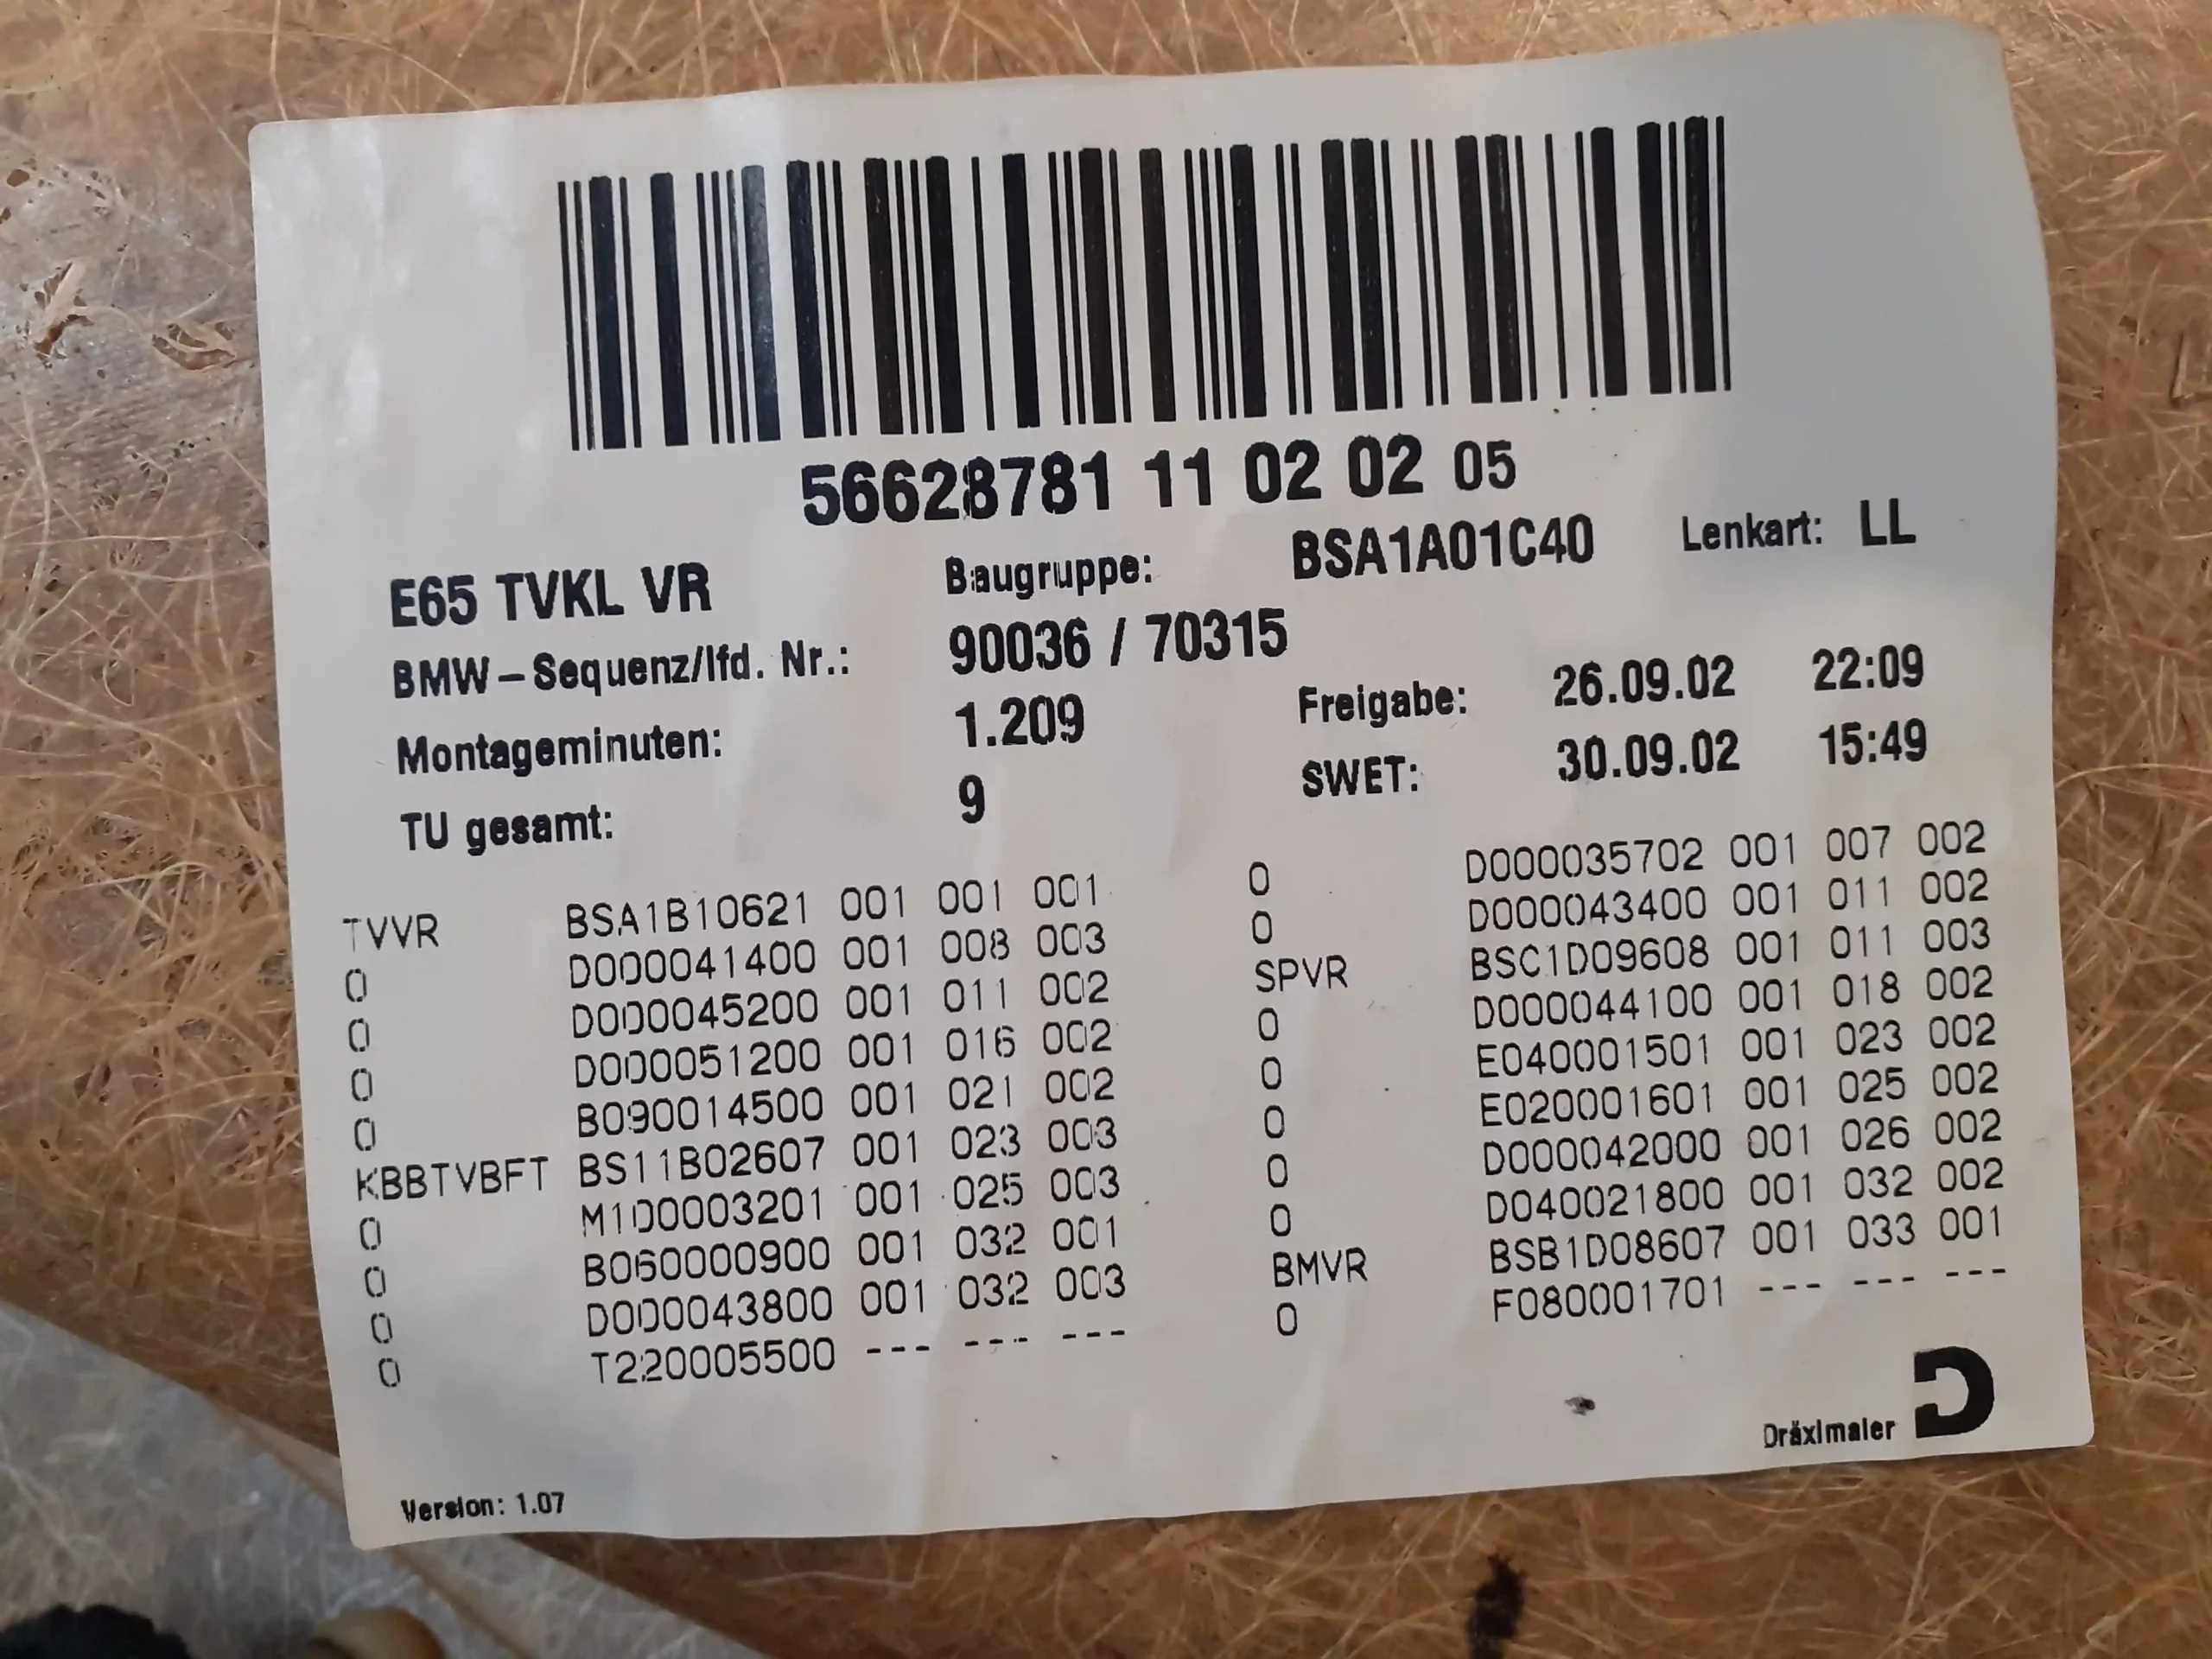 56628781 11 02 02 05
E65 TVKL VR Baugruppe: BSA1A01C40 Lenkart: LL
BMW-Sequenz/lfd. Nr.: 90036 / 70315
Montageminuten: 1.209 Freigabe: 26.09.02 22:09
TU gesamt: 9 SWET: 30.09.02 15:49
TVVR BSA1B10621 001 001 001
0 D000041400 001 008 003
0 D000045200 001 011 002
0 D000051200 001 016 002
0 B090014500 001 021 002
KBBTVBFT BS11B02607 001 023 003
0 M100003201 001 025 003
0 B060000900 001 032 001
0 D000043800 001 032 003
0 T220005500 --- --- ---
0 D000035702 001 007 002
0 D000043400 001 011 002
SPVR BSC1D09608 001 011 003
0 D000044100 001 018 002
0 E040001501 001 023 002
0 E020001601 001 025 002
0 D000042000 001 026 002
0 D040021800 001 032 002
BMVR BSB1D08607 001 033 001
0 F080001701 --- --- ---
Dräxlmaier
Version: 1.07